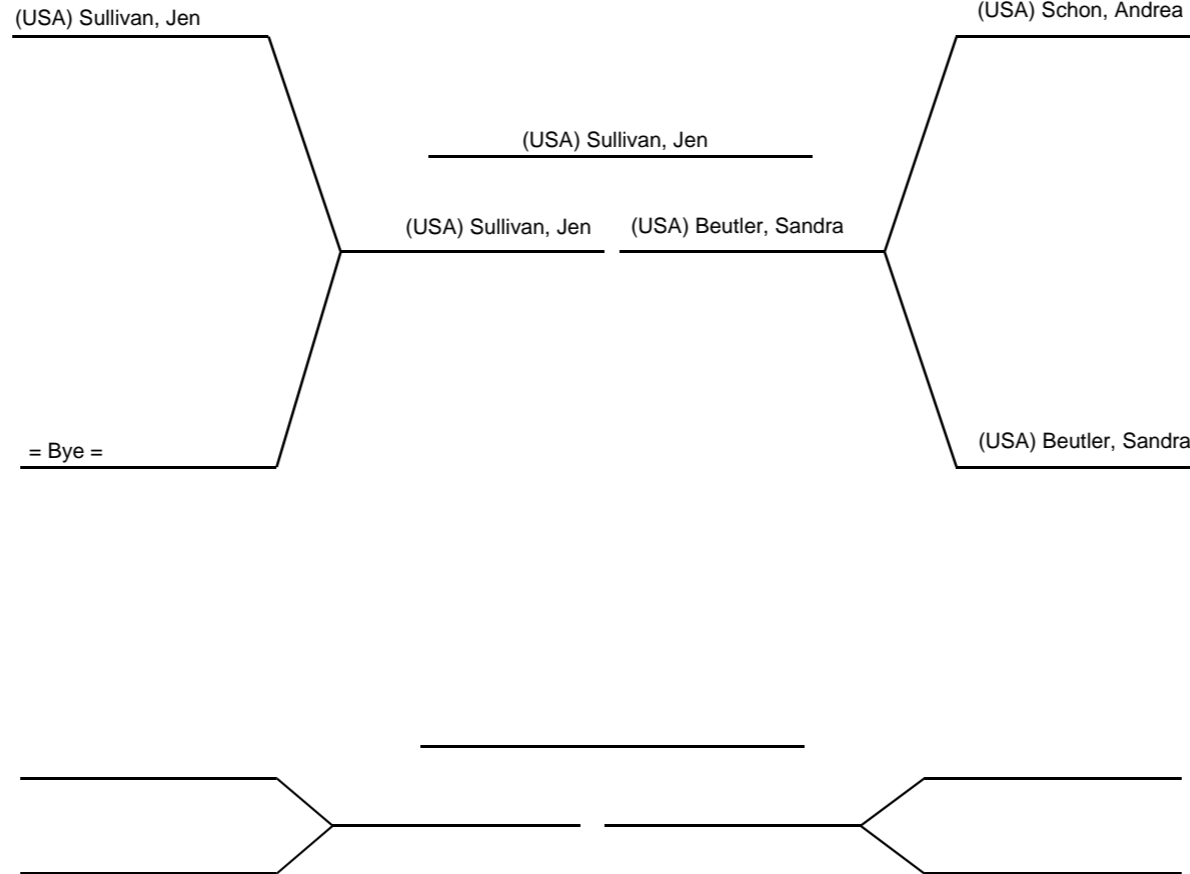 (USA) Sullivan, Jen
(USA) Schon, Andrea
(USA) Sullivan, Jen
(USA) Sullivan, Jen
(USA) Beutler, Sandra
= Bye =
(USA) Beutler, Sandra